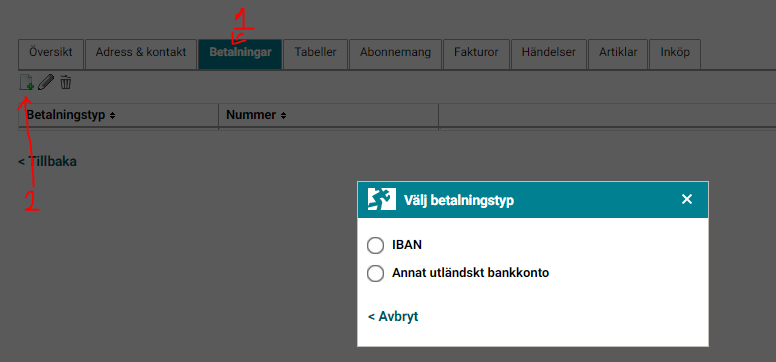 1
Översikt Adress & kontakt Betalningar Tabeller Abonnemang Fakturor Händelser Artiklar Inköp
Betalningstyp Nummer
< Tillbaka
2
Välj betalningstyp
IBAN
Annat utländskt bankkonto
< Avbryt